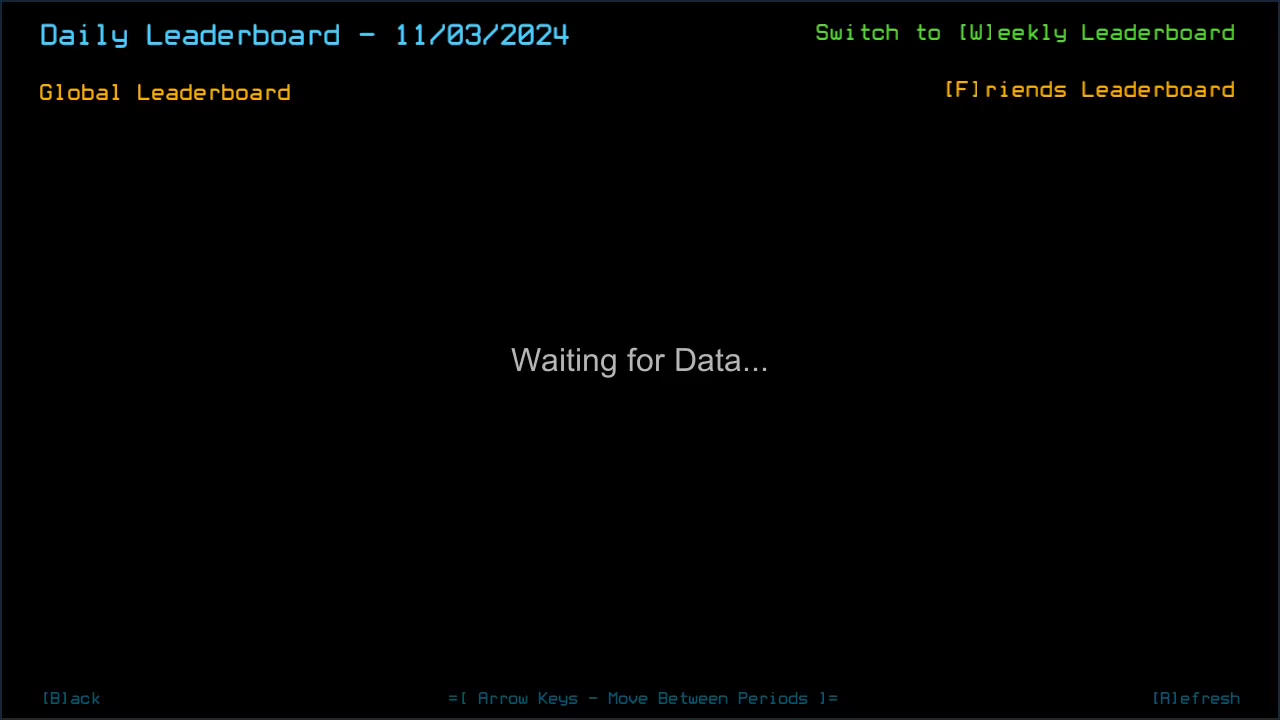 Daily Leaderboard - 11/03/2024
Switch to [W]eekly Leaderboard
Global Leaderboard
[F]riends Leaderboard
Waiting for Data...
[B]ack
=[ Arrow Keys - Move Between Periods ]=
[R]efresh